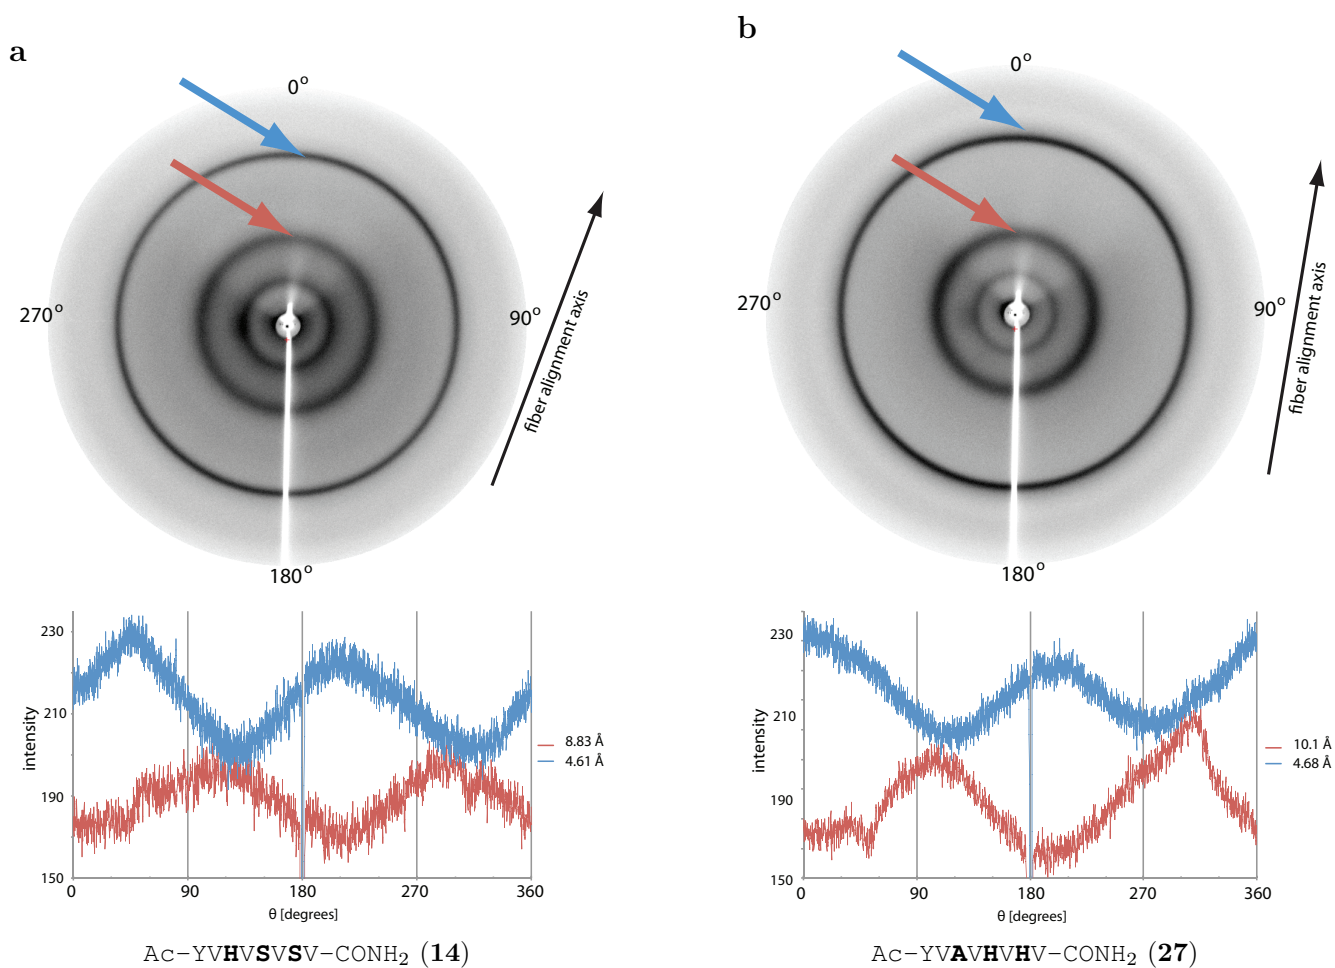 a
0°
270°
90°
180°
fiber alignment axis
230
210
190
150
intensity
0
90
180
270
360
θ [degrees]
8.83 Å
4.61 Å
Ac–YVHVSVSV–CONH₂ (14)
b
0°
270°
90°
180°
fiber alignment axis
230
210
190
150
intensity
0
90
180
270
360
θ [degrees]
10.1 Å
4.68 Å
Ac–YVAVHVHV–CONH₂ (27)